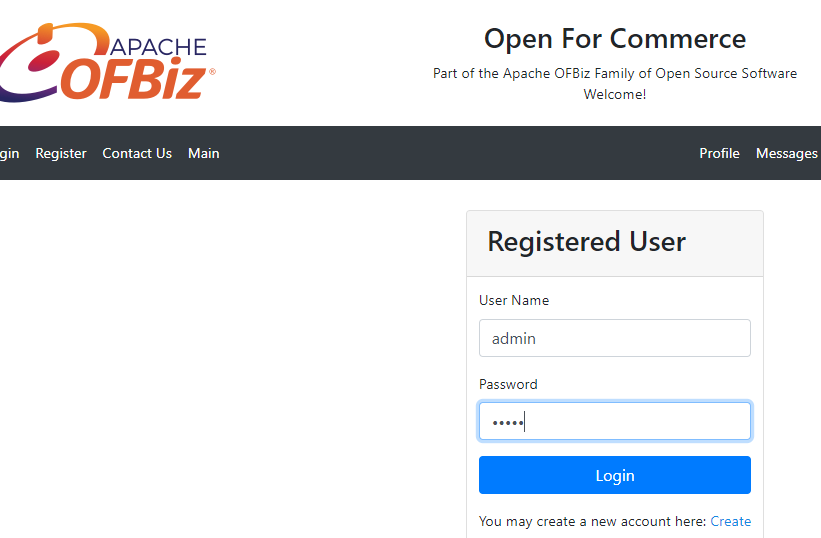 APACHE
OFBiz®
Open For Commerce
Part of the Apache OFBiz Family of Open Source Software
Welcome!
gin Register Contact Us Main Profile Messages
Registered User
User Name
admin
Password
•••••
Login
You may create a new account here: Create